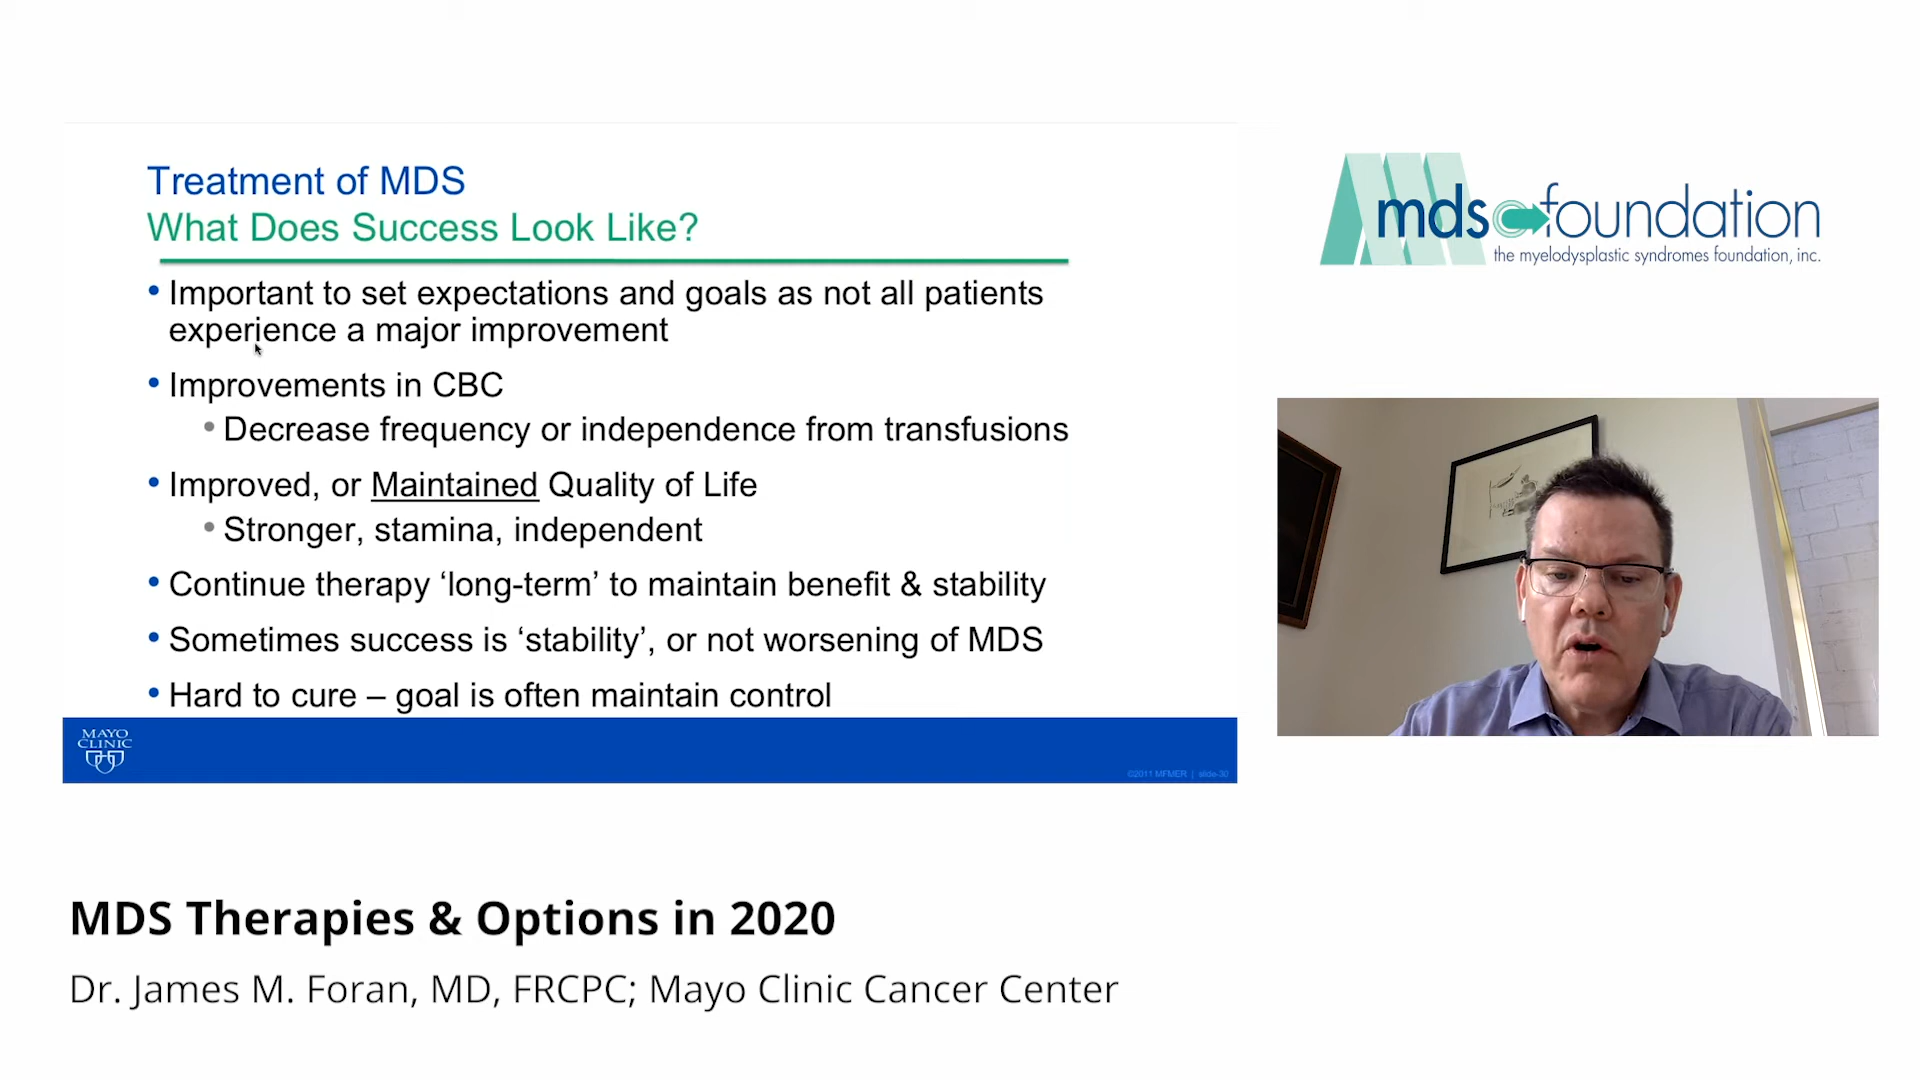 Treatment of MDS
What Does Success Look Like?
• Important to set expectations and goals as not all patients
experience a major improvement
• Improvements in CBC
• Decrease frequency or independence from transfusions
• Improved, or Maintained Quality of Life
• Stronger, stamina, independent
• Continue therapy ‘long-term’ to maintain benefit & stability
• Sometimes success is ‘stability’, or not worsening of MDS
• Hard to cure – goal is often maintain control
MAYO
CLINIC
©2011 MFMER | slide-30
mds foundation
the myelodysplastic syndromes foundation, inc.
MDS Therapies & Options in 2020
Dr. James M. Foran, MD, FRCPC; Mayo Clinic Cancer Center